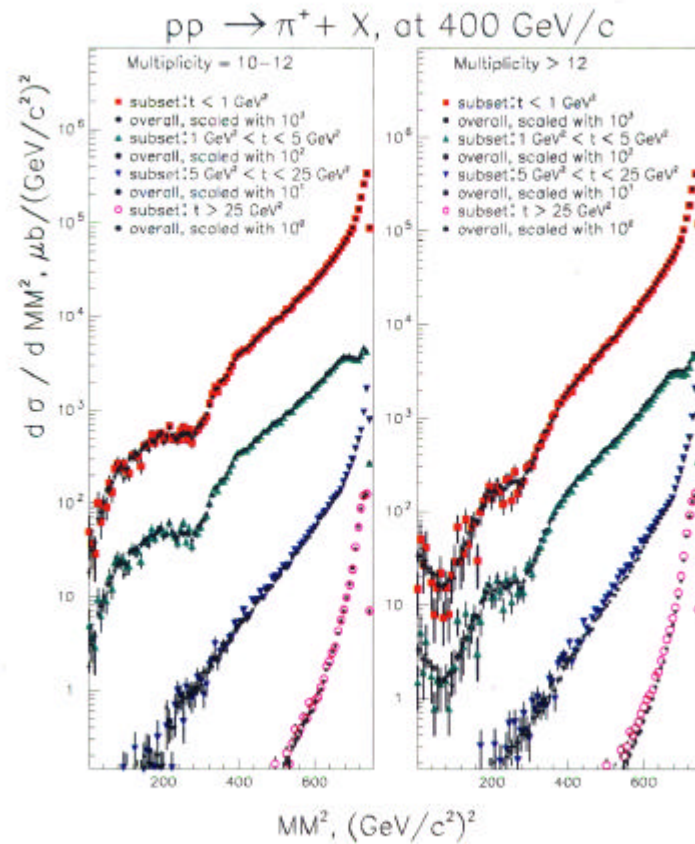 pp → π⁺ + X, at 400 GeV/c
Multiplicity = 10-12
subset: t < 1 GeV²
overall, scaled with 10³
subset: 1 GeV² < t < 5 GeV²
overall, scaled with 10²
subset: 5 GeV² < t < 25 GeV²
overall, scaled with 10¹
subset: t > 25 GeV²
overall, scaled with 10⁰
Multiplicity > 12
subset: t < 1 GeV²
overall, scaled with 10³
subset: 1 GeV² < t < 5 GeV²
overall, scaled with 10²
subset: 5 GeV² < t < 25 GeV²
overall, scaled with 10¹
subset: t > 25 GeV²
overall, scaled with 10⁰
d σ / d MM², μb/(GeV/c²)²
10⁶
10⁵
10⁴
10³
10²
10
1
10⁶
10⁵
10⁴
10³
10²
10
1
200 400 600
200 400 600
MM², (GeV/c²)²